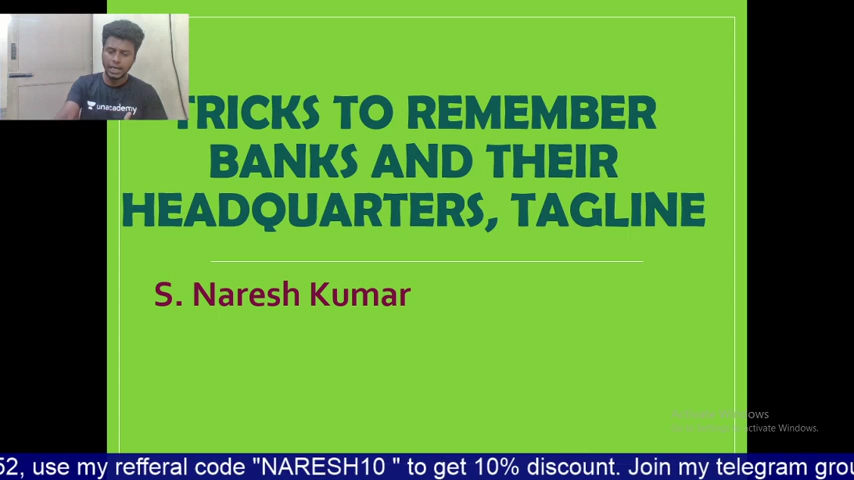 unacademy
TRICKS TO REMEMBER
BANKS AND THEIR
HEADQUARTERS, TAGLINE
S. Naresh Kumar
52, use my refferal code "NARESH10 " to get 10% discount. Join my telegram grou